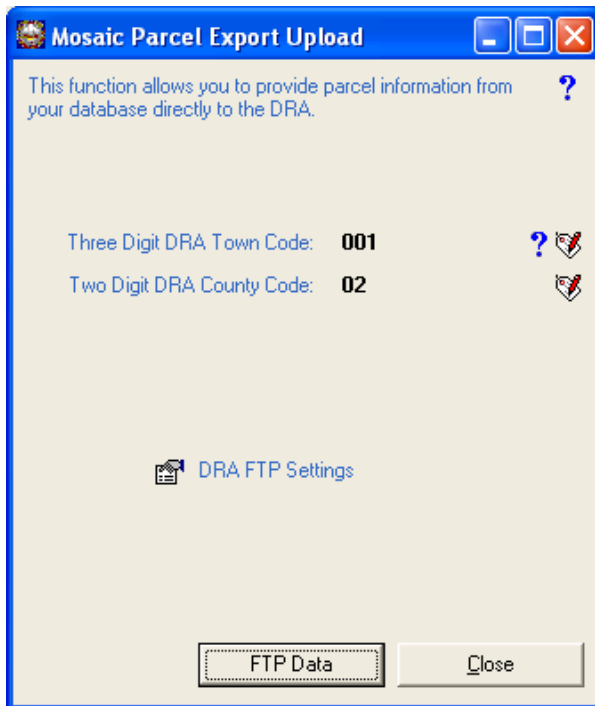 Mosaic Parcel Export Upload
This function allows you to provide parcel information from
your database directly to the DRA.
?
Three Digit DRA Town Code: 001 ?
Two Digit DRA County Code: 02
DRA FTP Settings
FTP Data Close